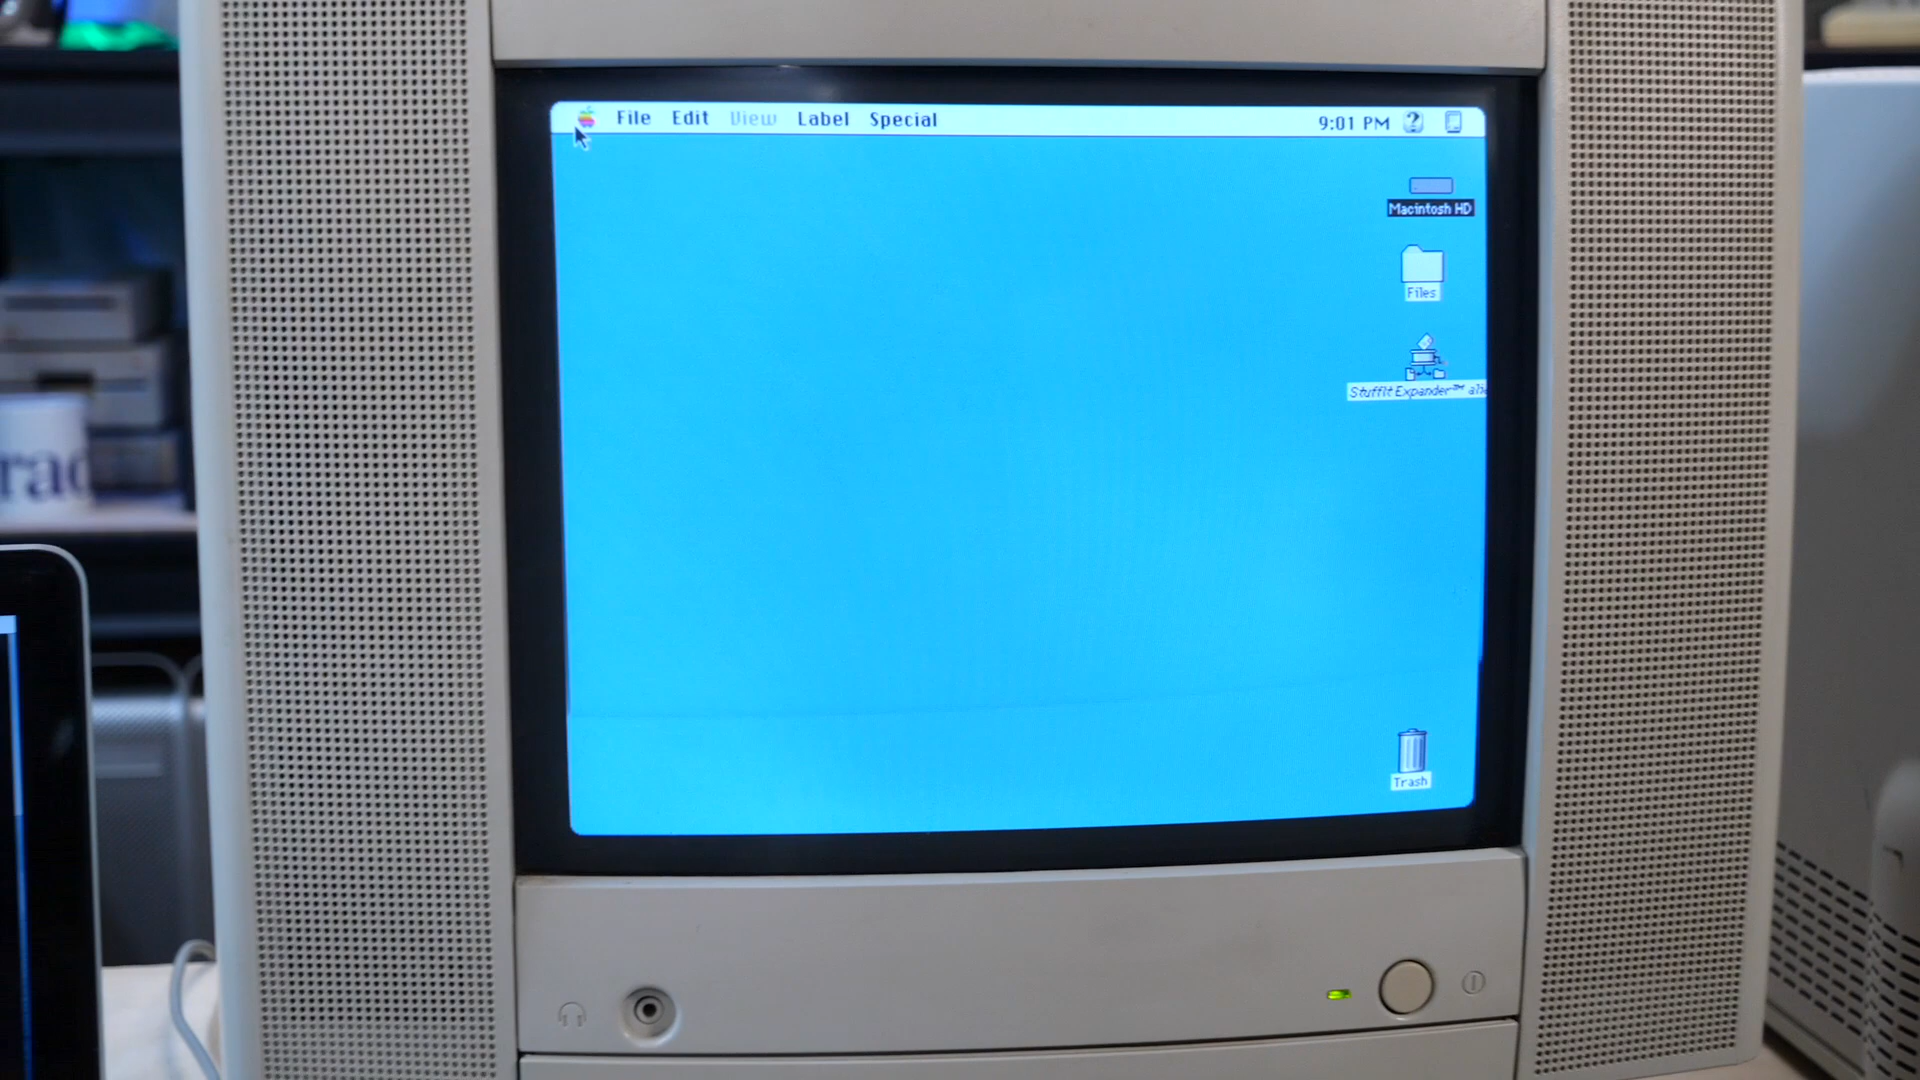 File Edit View Label Special 9:01 PM
Macintosh HD
Files
StuffIt Expander™
Trash